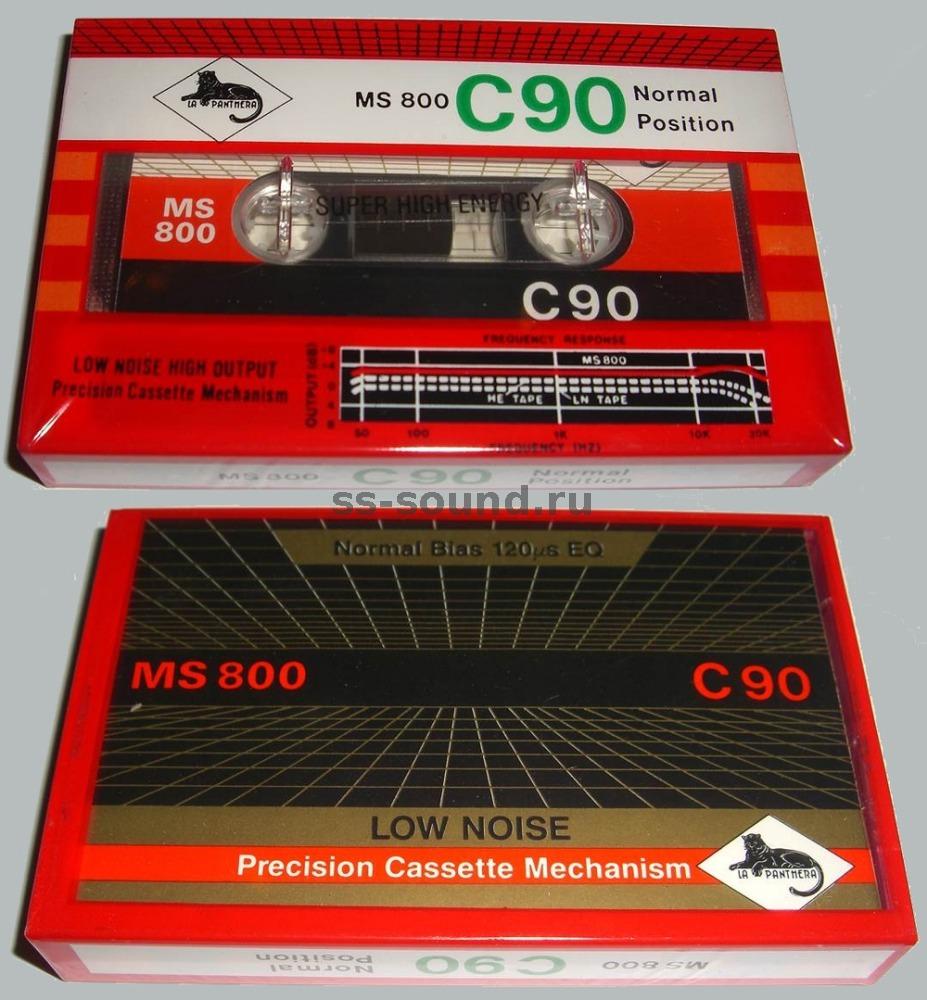 LA PANTHERA
MS 800 C90 Normal
Position
MS
800
SUPER HIGH ENERGY
C90
LOW NOISE HIGH OUTPUT
Precision Cassette Mechanism
FREQUENCY RESPONSE
OUTPUT (dB)
MS 800
HE TAPE
LN TAPE
50 100 1K 10K 20K
FREQUENCY (HZ)
MS 800 C90 Normal
Position
ss-sound.ru
Normal Bias 120µs EQ
MS 800 C 90
LOW NOISE
Precision Cassette Mechanism
LA PANTHERA
MS 800 C90 Normal
Position